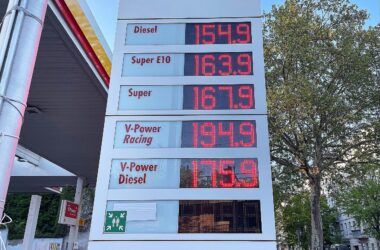 Diesel 154.9
Super E10 163.9
Super 167.9
V-Power
Racing 194.9
V-Power
Diesel 175.9